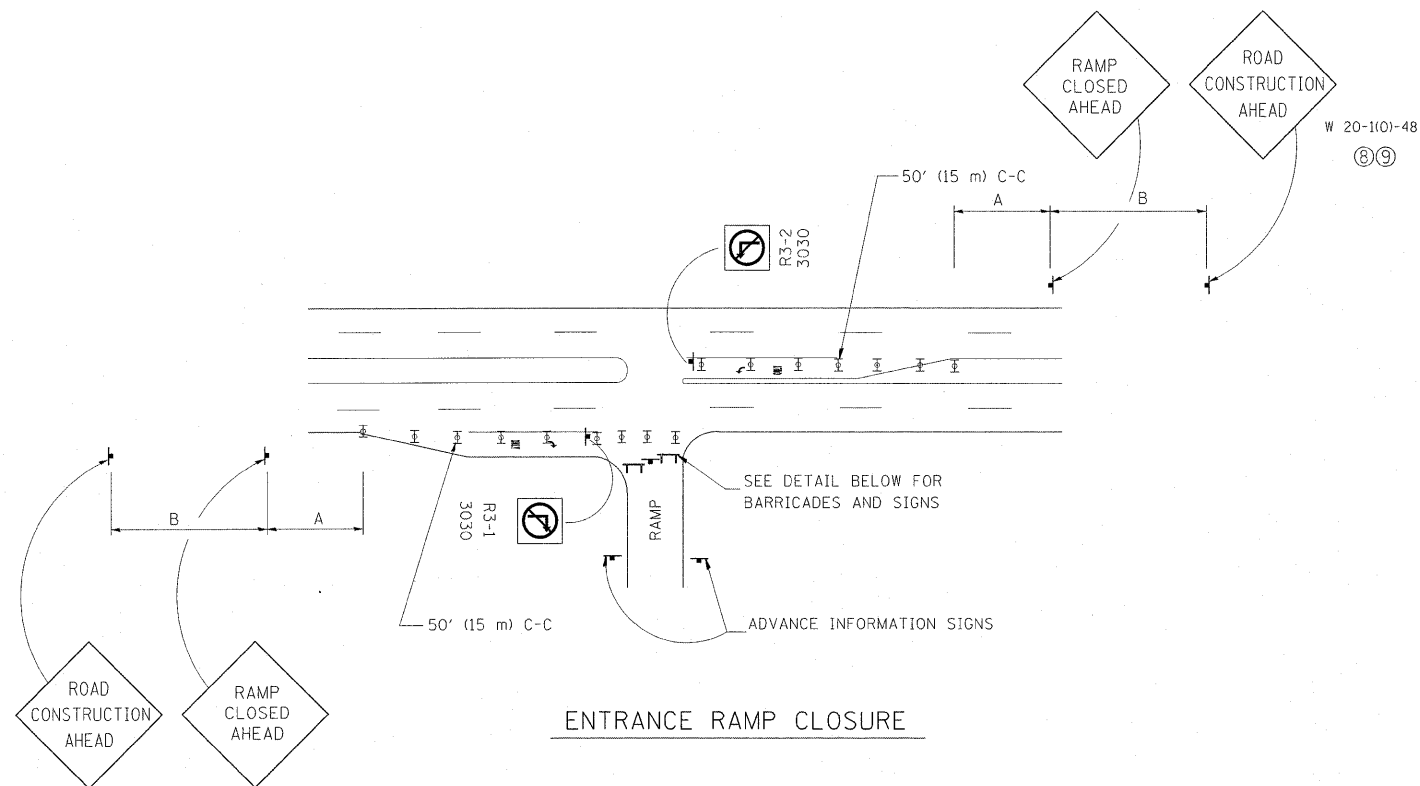 RAMP
CLOSED
AHEAD
ROAD
CONSTRUCTION
AHEAD
W 20-1(0)-48
⑧⑨
50' (15 m) C-C
A
B
R3-2
3030
SEE DETAIL BELOW FOR
BARRICADES AND SIGNS
B
A
R3-1
3030
RAMP
50' (15 m) C-C
ADVANCE INFORMATION SIGNS
ROAD
CONSTRUCTION
AHEAD
RAMP
CLOSED
AHEAD
ENTRANCE RAMP CLOSURE